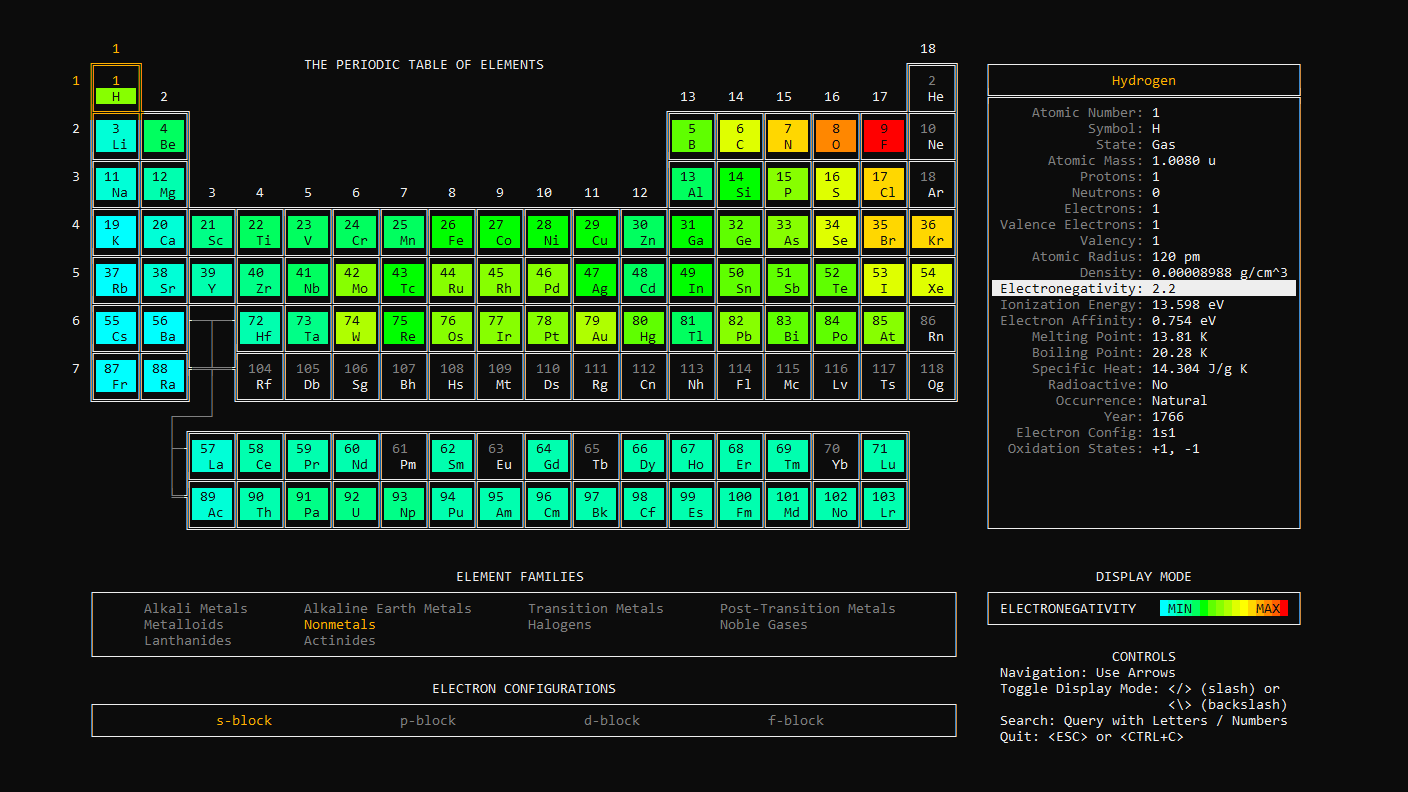 1 18
THE PERIODIC TABLE OF ELEMENTS
1 1 2
H 2 13 14 15 16 17 He
2 3 4 5 6 7 8 9 10
Li Be B C N O F Ne
3 11 12 13 14 15 16 17 18
Na Mg 3 4 5 6 7 8 9 10 11 12 Al Si P S Cl Ar
4 19 20 21 22 23 24 25 26 27 28 29 30 31 32 33 34 35 36
K Ca Sc Ti V Cr Mn Fe Co Ni Cu Zn Ga Ge As Se Br Kr
5 37 38 39 40 41 42 43 44 45 46 47 48 49 50 51 52 53 54
Rb Sr Y Zr Nb Mo Tc Ru Rh Pd Ag Cd In Sn Sb Te I Xe
6 55 56 72 73 74 75 76 77 78 79 80 81 82 83 84 85 86
Cs Ba Hf Ta W Re Os Ir Pt Au Hg Tl Pb Bi Po At Rn
7 87 88 104 105 106 107 108 109 110 111 112 113 114 115 116 117 118
Fr Ra Rf Db Sg Bh Hs Mt Ds Rg Cn Nh Fl Mc Lv Ts Og
57 58 59 60 61 62 63 64 65 66 67 68 69 70 71
La Ce Pr Nd Pm Sm Eu Gd Tb Dy Ho Er Tm Yb Lu
89 90 91 92 93 94 95 96 97 98 99 100 101 102 103
Ac Th Pa U Np Pu Am Cm Bk Cf Es Fm Md No Lr
Hydrogen
Atomic Number: 1
Symbol: H
State: Gas
Atomic Mass: 1.0080 u
Protons: 1
Neutrons: 0
Electrons: 1
Valence Electrons: 1
Valency: 1
Atomic Radius: 120 pm
Density: 0.00008988 g/cm^3
Electronegativity: 2.2
Ionization Energy: 13.598 eV
Electron Affinity: 0.754 eV
Melting Point: 13.81 K
Boiling Point: 20.28 K
Specific Heat: 14.304 J/g K
Radioactive: No
Occurrence: Natural
Year: 1766
Electron Config: 1s1
Oxidation States: +1, -1
ELEMENT FAMILIES
Alkali Metals Alkaline Earth Metals Transition Metals Post-Transition Metals
Metalloids Nonmetals Halogens Noble Gases
Lanthanides Actinides
ELECTRON CONFIGURATIONS
s-block p-block d-block f-block
DISPLAY MODE
ELECTRONEGATIVITY MIN MAX
CONTROLS
Navigation: Use Arrows
Toggle Display Mode: </> (slash) or
<\> (backslash)
Search: Query with Letters / Numbers
Quit: <ESC> or <CTRL+C>